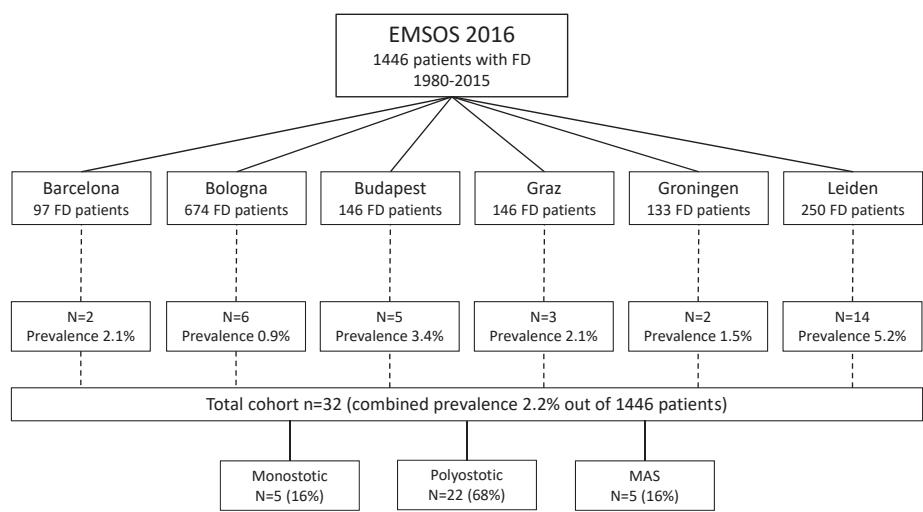 EMSOS 2016
1446 patients with FD
1980-2015
Barcelona
97 FD patients
Bologna
674 FD patients
Budapest
146 FD patients
Graz
146 FD patients
Groningen
133 FD patients
Leiden
250 FD patients
N=2
Prevalence 2.1%
N=6
Prevalence 0.9%
N=5
Prevalence 3.4%
N=3
Prevalence 2.1%
N=2
Prevalence 1.5%
N=14
Prevalence 5.2%
Total cohort n=32 (combined prevalence 2.2% out of 1446 patients)
Monostotic
N=5 (16%)
Polyostotic
N=22 (68%)
MAS
N=5 (16%)